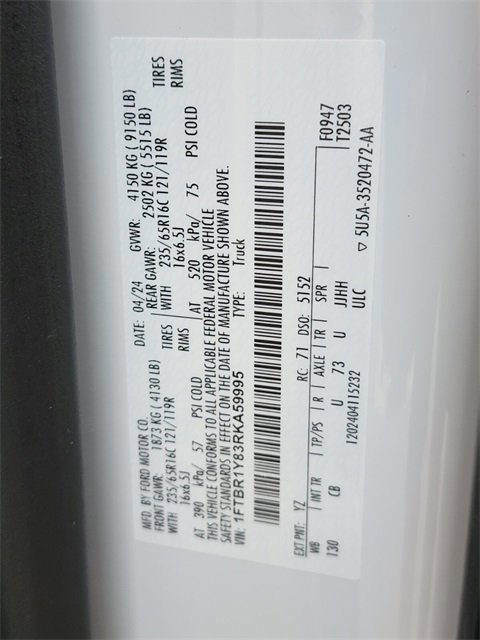 MFD. BY FORD MOTOR CO.
DATE: 04/24 GVWR: 4150 KG ( 9150 LB)
FRONT GAWR: 1873 KG ( 4130 LB) REAR GAWR: 2502 KG ( 5515 LB)
WITH 235/65R16C 121/119R TIRES WITH 235/65R16C 121/119R TIRES
16x6.5J RIMS 16x6.5J RIMS
AT 390 kPa/ 57 PSI COLD AT 520 kPa/ 75 PSI COLD
THIS VEHICLE CONFORMS TO ALL APPLICABLE FEDERAL MOTOR VEHICLE
SAFETY STANDARDS IN EFFECT ON THE DATE OF MANUFACTURE SHOWN ABOVE.
VIN: 1FTBR1Y83RKA59995 TYPE: Truck
EXT PNT: YZ RC: 71 DSO: 5152 F0947
WB INT TR TP/PS R AXLE TR SPR T2503
130 CB U 73 U JJHH
1202404115232 ULC ▽ 5U5A-3520472-AA